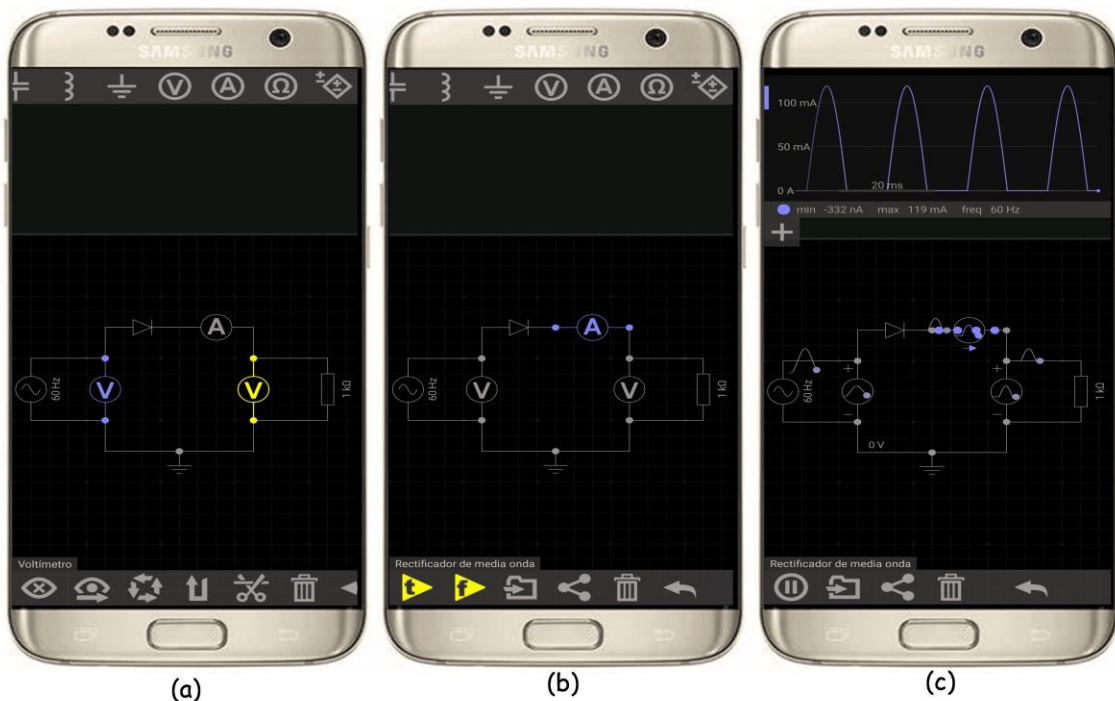 SAMSUNG
V A Ω
A
V
V
60 Hz
1 kΩ
Voltímetro
(a)
SAMSUNG
V A Ω
A
V
V
60 Hz
1 kΩ
Rectificador de media onda
t f
(b)
SAMSUNG
100 mA
50 mA
0 A
20 ms
min -332 nA max 119 mA freq 60 Hz
+
+
+
60 Hz
1 kΩ
−
−
0 V
Rectificador de media onda
(c)